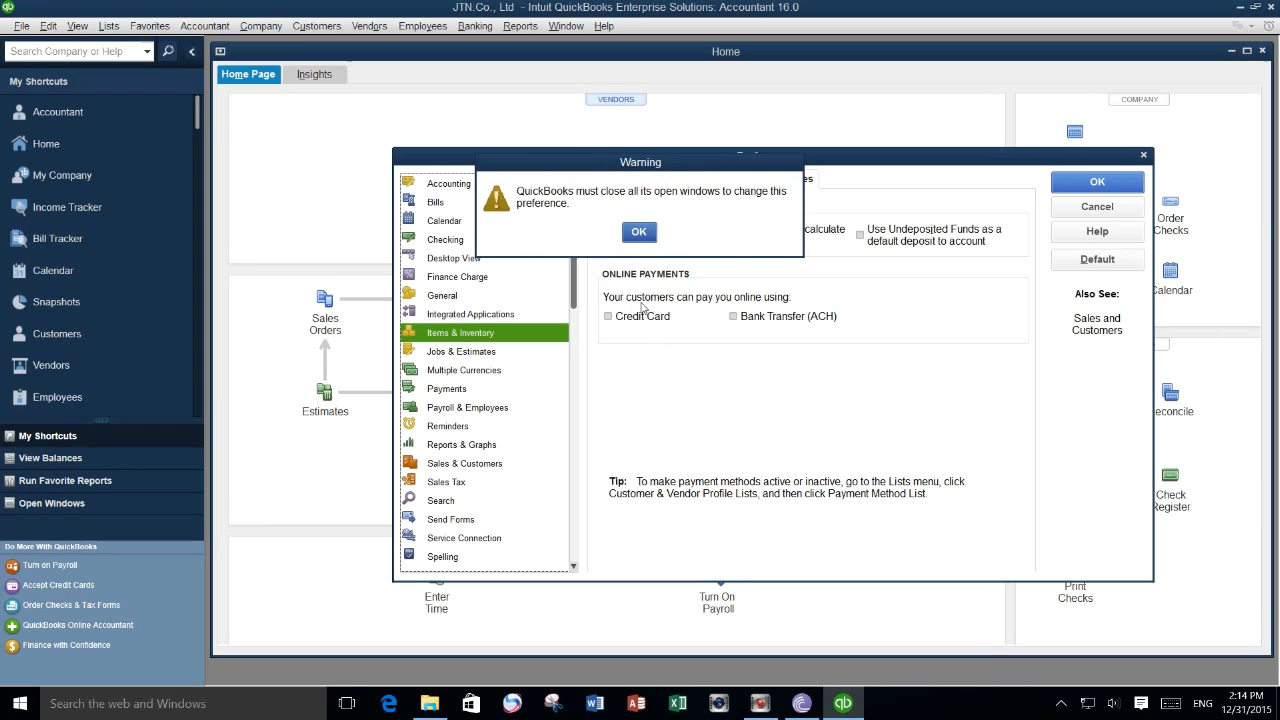 JTN.Co., Ltd - Intuit QuickBooks Enterprise Solutions: Accountant 16.0
File Edit View Lists Favorites Accountant Company Customers Vendors Employees Banking Reports Window Help
Search Company or Help
My Shortcuts
Accountant
Home
My Company
Income Tracker
Bill Tracker
Calendar
Snapshots
Customers
Vendors
Employees
My Shortcuts
View Balances
Run Favorite Reports
Open Windows
Do More With QuickBooks
Turn on Payroll
Accept Credit Cards
Order Checks & Tax Forms
QuickBooks Online Accountant
Finance with Confidence
Home
Home Page
Insights
VENDORS
COMPANY
Sales
Orders
Estimates
Enter
Time
Turn On
Payroll
Order
Checks
Calendar
Check
Register
Print
Checks
Accounting
Bills
Calendar
Checking
Desktop View
Finance Charge
General
Integrated Applications
Items & Inventory
Jobs & Estimates
Multiple Currencies
Payments
Payroll & Employees
Reminders
Reports & Graphs
Sales & Customers
Sales Tax
Search
Send Forms
Service Connection
Spelling
Warning
QuickBooks must close all its open windows to change this
preference.
OK
calculate
Use Undeposited Funds as a
default deposit to account
ONLINE PAYMENTS
Your customers can pay you online using:
Credit Card
Bank Transfer (ACH)
Tip: To make payment methods active or inactive, go to the Lists menu, click
Customer & Vendor Profile Lists, and then click Payment Method List.
OK
Cancel
Help
Default
Also See:
Sales and
Customers
Search the web and Windows
ENG
2:14 PM
12/31/2015